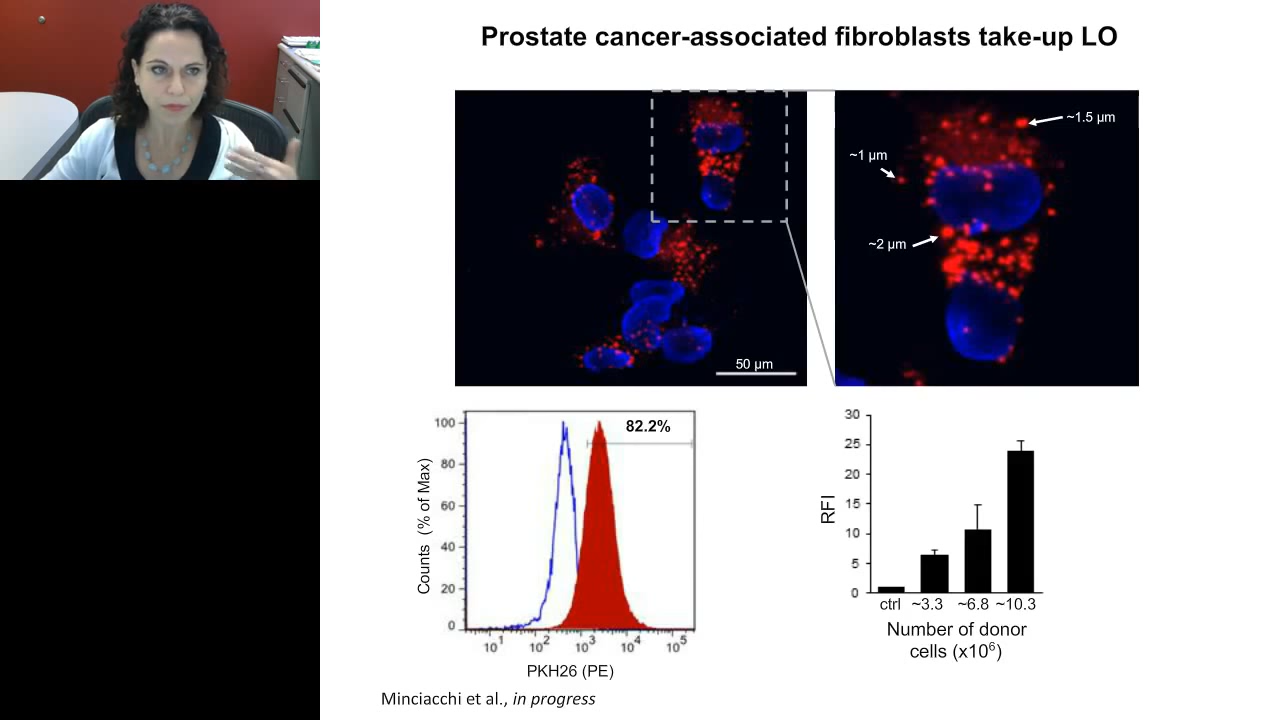 Prostate cancer-associated fibroblasts take-up LO
~1.5 µm
~1 µm
~2 µm
50 µm
82.2%
100
80
60
40
20
0
Counts (% of Max)
10¹ 10² 10³ 10⁴ 10⁵
PKH26 (PE)
30
25
20
15
10
5
0
RFI
ctrl ~3.3 ~6.8 ~10.3
Number of donor
cells (x10⁶)
Minciacchi et al., in progress